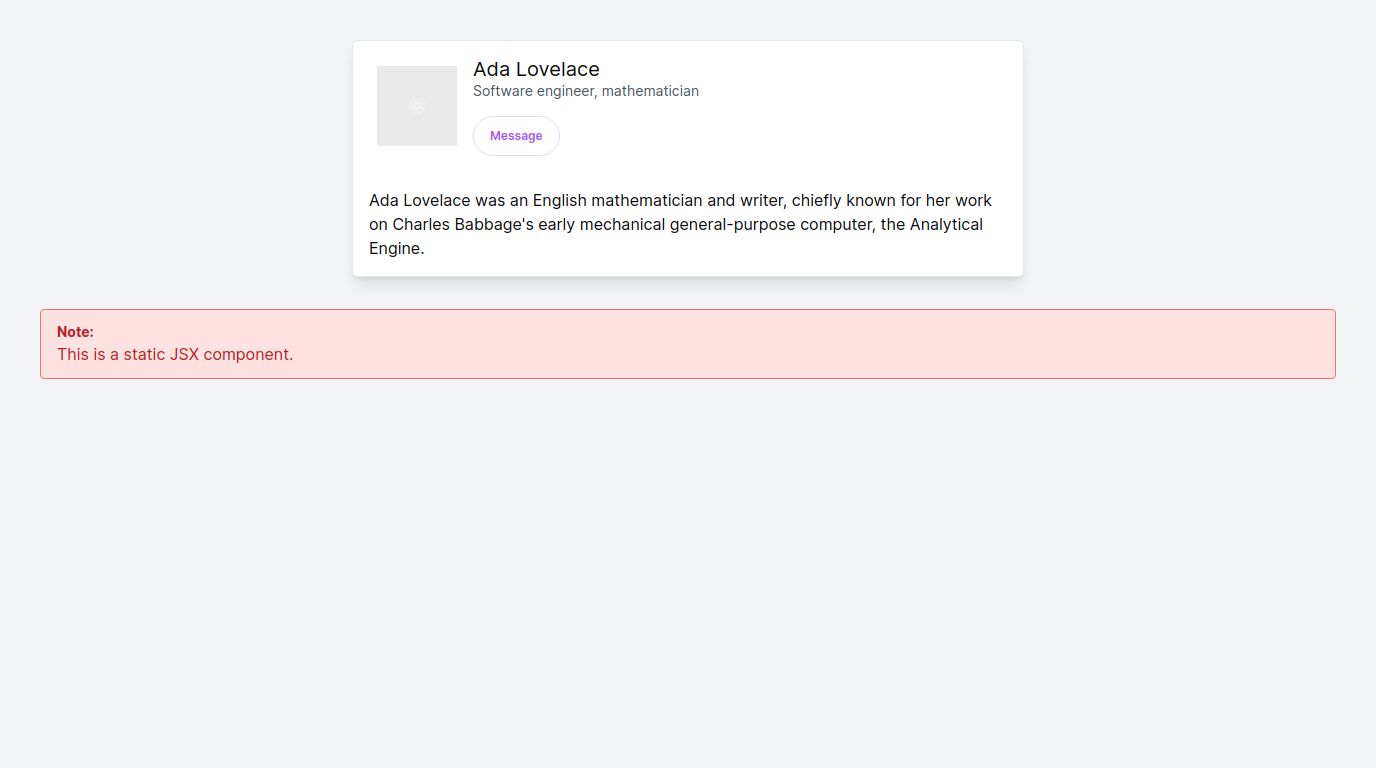 Ada Lovelace
Software engineer, mathematician
Message
Ada Lovelace was an English mathematician and writer, chiefly known for her work
on Charles Babbage's early mechanical general-purpose computer, the Analytical
Engine.
Note:
This is a static JSX component.